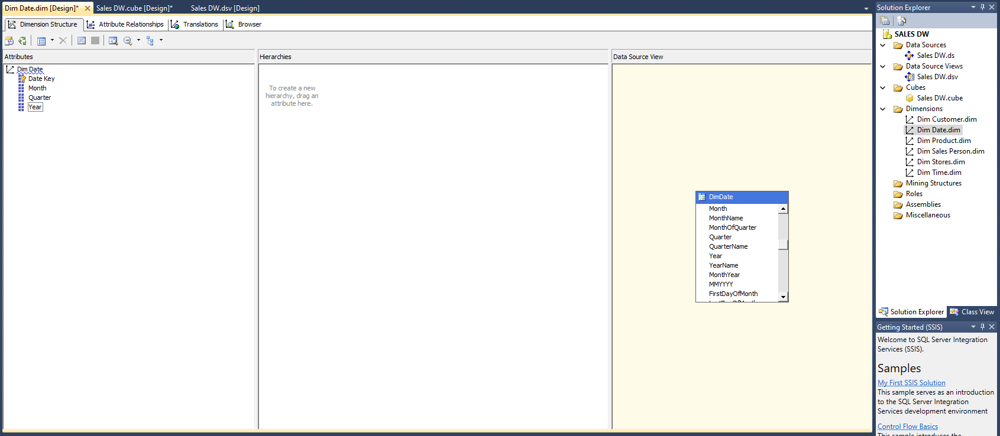 Dim Date.dim [Design]* Sales DW.cube [Design]* Sales DW.dsv [Design]
Dimension Structure Attribute Relationships Translations Browser
Attributes
Dim Date
Date Key
Month
Quarter
Year
Hierarchies
To create a new
hierarchy, drag an
attribute here.
Data Source View
DimDate
Month
MonthName
MonthOfQuarter
Quarter
QuarterName
Year
YearName
MonthYear
MMYYYY
FirstDayOfMonth
Solution Explorer
SALES DW
Data Sources
Sales DW.ds
Data Source Views
Sales DW.dsv
Cubes
Sales DW.cube
Dimensions
Dim Customer.dim
Dim Date.dim
Dim Product.dim
Dim Sales Person.dim
Dim Stores.dim
Dim Time.dim
Mining Structures
Roles
Assemblies
Miscellaneous
Solution Explorer Class View
Getting Started (SSIS)
Welcome to SQL Server Integration
Services (SSIS).
Samples
My First SSIS Solution
This sample serves as an introduction
to the SQL Server Integration
Services development environment
Control Flow Basics
This sample introduces the